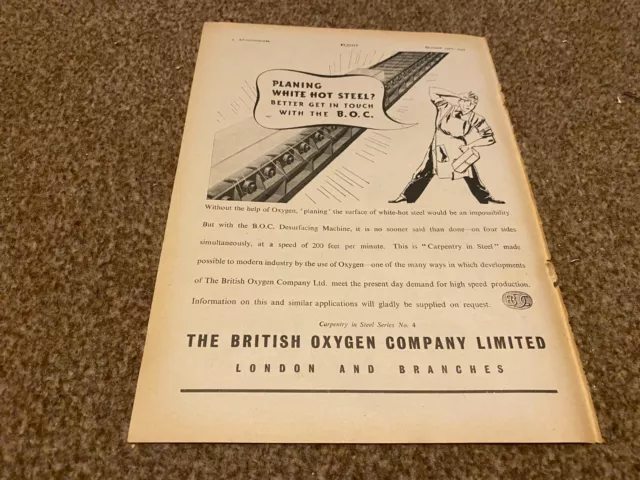 FLIGHT
PLANING
WHITE HOT STEEL?
BETTER GET IN TOUCH
WITH THE B.O.C.
Without the help of Oxygen, 'planing' the surface of white-hot steel would be an impossibility.
But with the B.O.C. Desurfacing Machine, it is no sooner said than done—on four sides
simultaneously, at a speed of 200 feet per minute. This is "Carpentry in Steel" made
possible to modern industry by the use of Oxygen—one of the many ways in which developments
of The British Oxygen Company Ltd. meet the present day demand for high speed production.
Information on this and similar applications will gladly be supplied on request.
Carpentry in Steel Series No. 4
THE BRITISH OXYGEN COMPANY LIMITED
LONDON AND BRANCHES